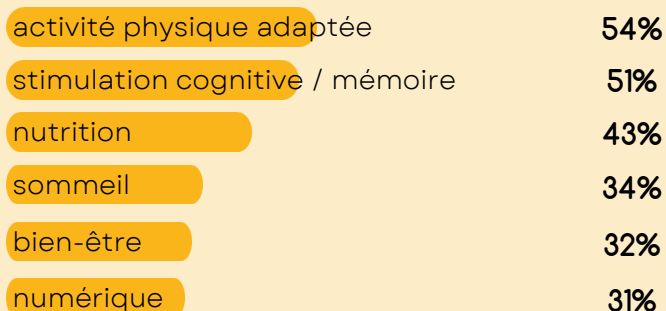 activité physique adaptée 54%
stimulation cognitive / mémoire 51%
nutrition 43%
sommeil 34%
bien-être 32%
numérique 31%